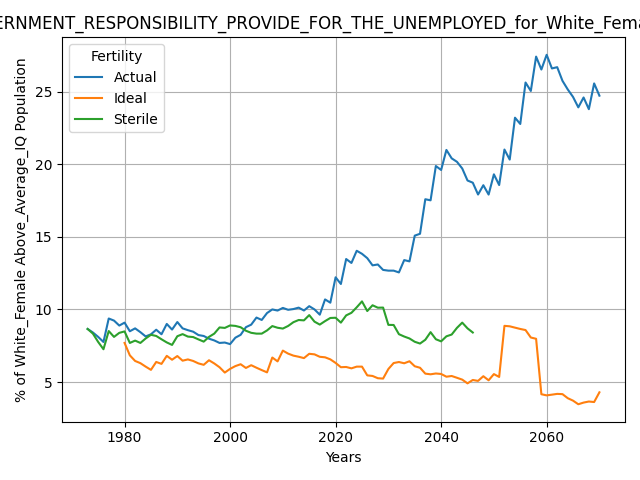 ERNMENT_RESPONSIBILITY_PROVIDE_FOR_THE_UNEMPLOYED_for_White_Fema
Fertility
Actual
Ideal
Sterile
% of White_Female Above_Average_IQ Population
25
20
15
10
5
1980 2000 2020 2040 2060
Years